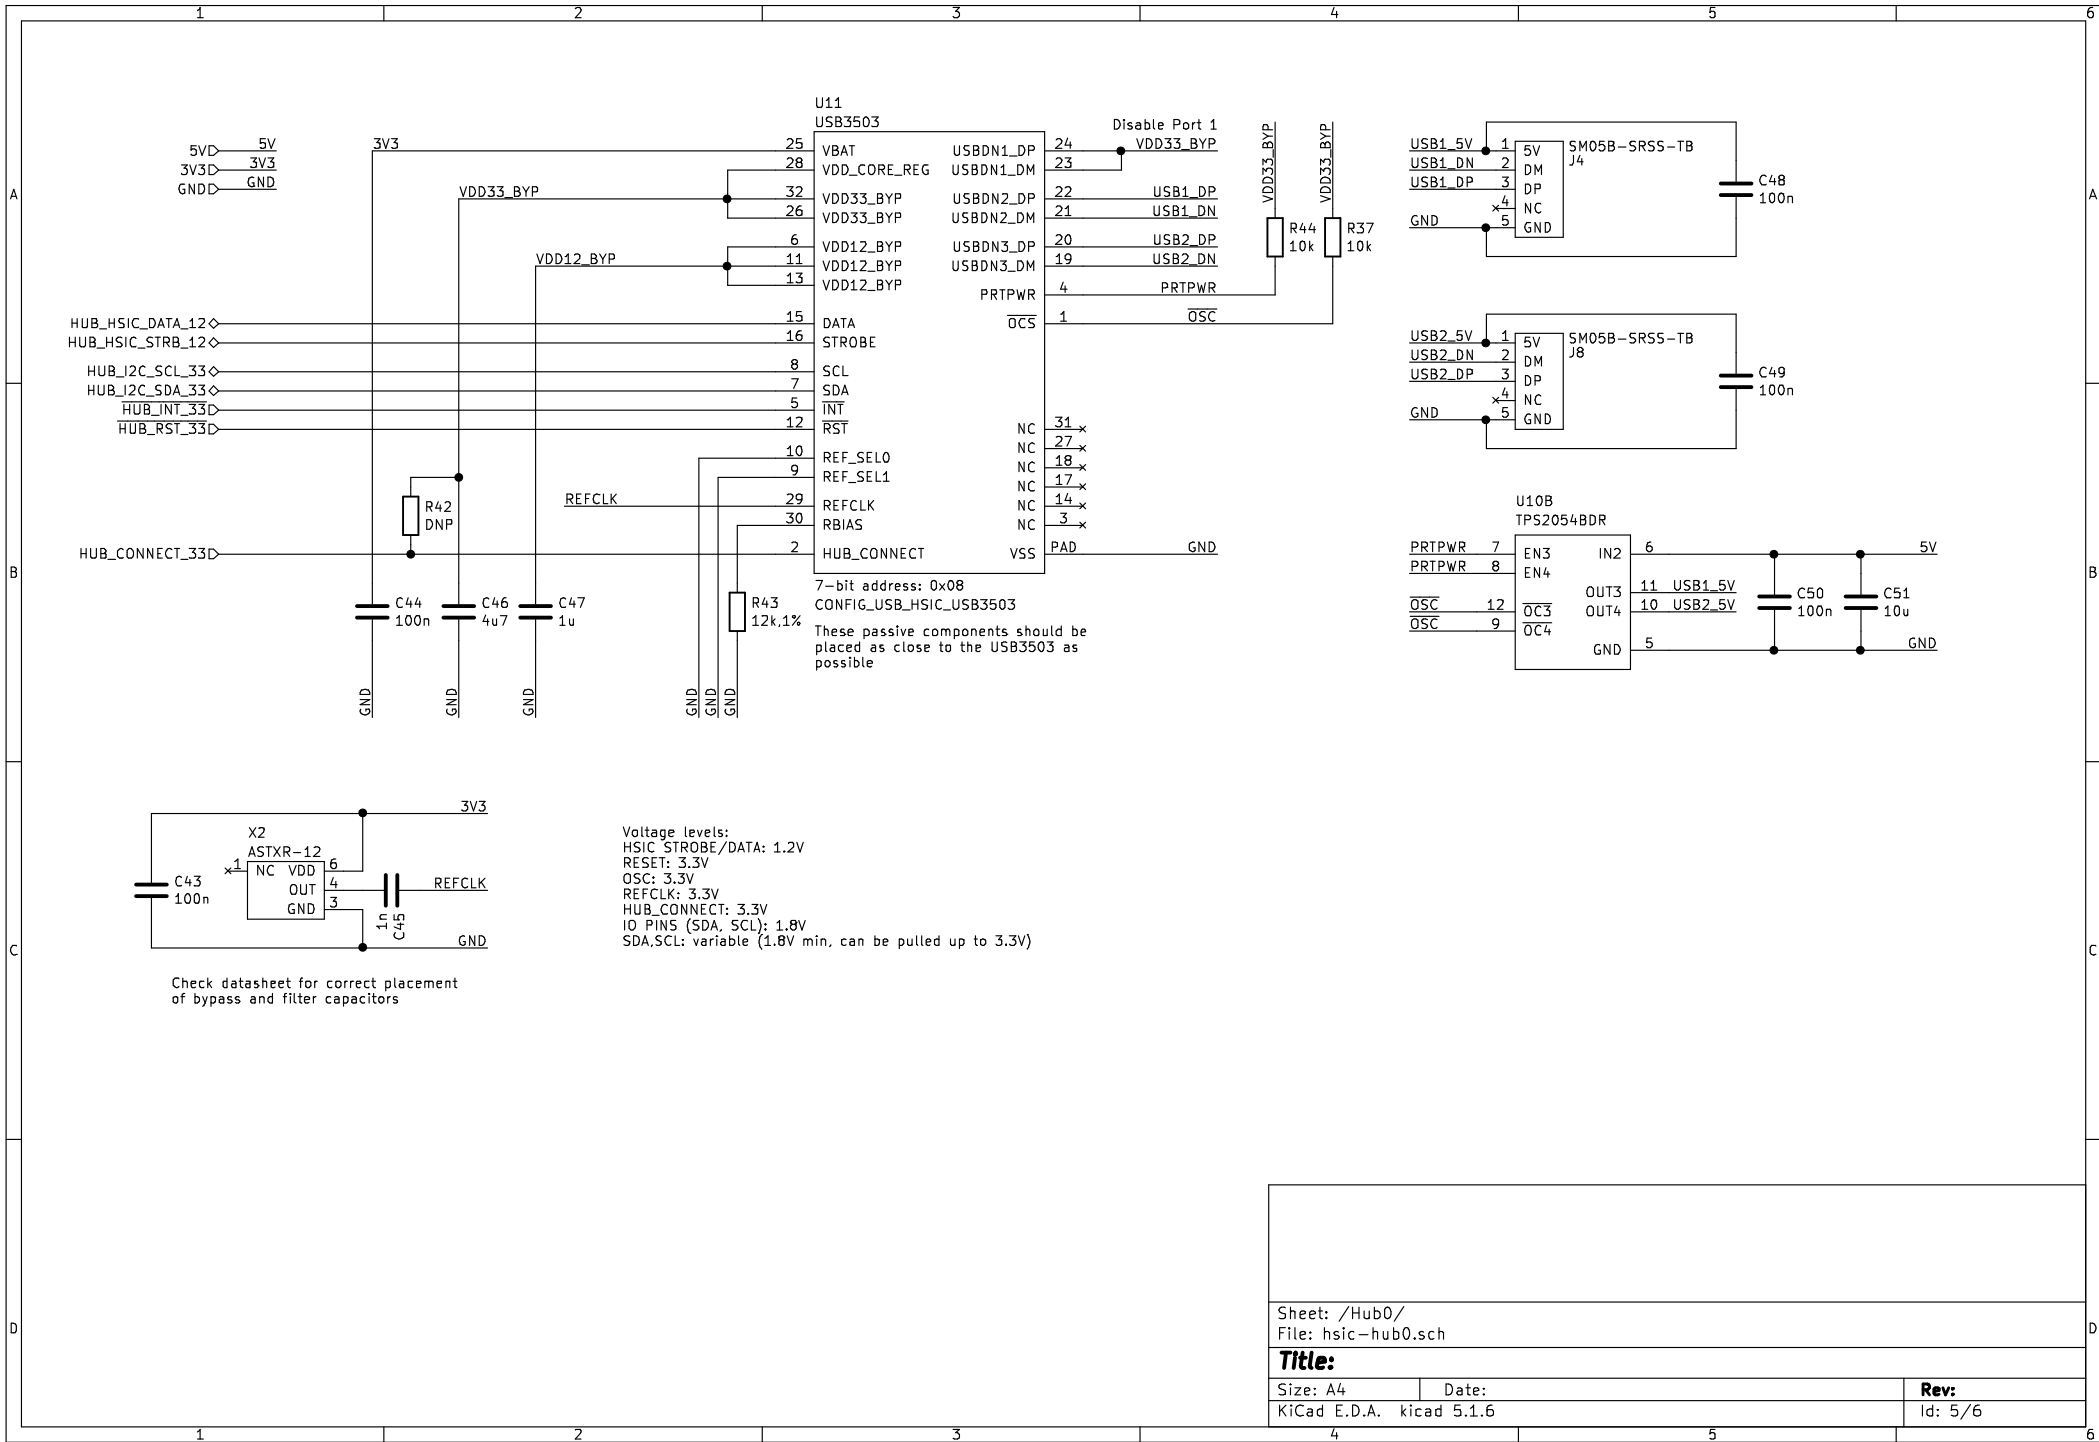 1 2 3 4 5 6
A A
B B
C C
D D
1 2 3 4 5 6
5V 5V
3V3 3V3
GND GND
HUB_HSIC_DATA_12
HUB_HSIC_STRB_12
HUB_I2C_SCL_33
HUB_I2C_SDA_33
HUB_INT_33
HUB_RST_33
HUB_CONNECT_33
3V3
VDD33_BYP
VDD12_BYP
REFCLK
R42
DNP
C44
100n
C46
4u7
C47
1u
R43
12k,1%
GND
GND
GND
GND
GND
GND
U11
USB3503
25 VBAT
28 VDD_CORE_REG
32 VDD33_BYP
26 VDD33_BYP
6 VDD12_BYP
11 VDD12_BYP
13 VDD12_BYP
15 DATA
16 STROBE
8 SCL
7 SDA
5 INT
12 RST
10 REF_SEL0
9 REF_SEL1
29 REFCLK
30 RBIAS
2 HUB_CONNECT
Disable Port 1
USBDN1_DP 24 VDD33_BYP
USBDN1_DM 23
USBDN2_DP 22 USB1_DP
USBDN2_DM 21 USB1_DN
USBDN3_DP 20 USB2_DP
USBDN3_DM 19 USB2_DN
PRTPWR 4 PRTPWR
OCS 1 OSC
NC 31
NC 27
NC 18
NC 17
NC 14
NC 3
VSS PAD GND
7-bit address: 0x08
CONFIG_USB_HSIC_USB3503
These passive components should be
placed as close to the USB3503 as
possible
VDD33_BYP
VDD33_BYP
R44
10k
R37
10k
USB1_5V 1 5V
USB1_DN 2 DM
USB1_DP 3 DP
4 NC
GND 5 GND
SM05B-SRSS-TB
J4
C48
100n
USB2_5V 1 5V
USB2_DN 2 DM
USB2_DP 3 DP
4 NC
GND 5 GND
SM05B-SRSS-TB
J8
C49
100n
U10B
TPS2054BDR
PRTPWR 7 EN3
PRTPWR 8 EN4
OSC 12 OC3
OSC 9 OC4
IN2 6 5V
OUT3 11 USB1_5V
OUT4 10 USB2_5V
GND 5 GND
C50
100n
C51
10u
3V3
X2
ASTXR-12
1 NC VDD 6
OUT 4
GND 3
C43
100n
1n
C45
REFCLK
GND
Check datasheet for correct placement
of bypass and filter capacitors
Voltage levels:
HSIC STROBE/DATA: 1.2V
RESET: 3.3V
OSC: 3.3V
REFCLK: 3.3V
HUB_CONNECT: 3.3V
IO PINS (SDA, SCL): 1.8V
SDA,SCL: variable (1.8V min, can be pulled up to 3.3V)
Sheet: /Hub0/
File: hsic-hub0.sch
Title:
Size: A4 Date: Rev:
KiCad E.D.A. kicad 5.1.6 Id: 5/6